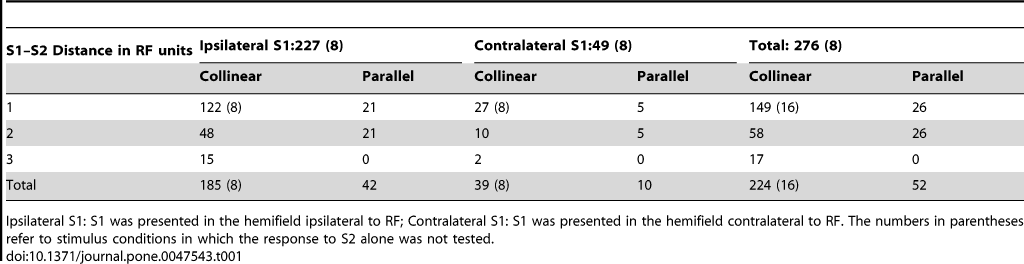 S1–S2 Distance in RF units Ipsilateral S1:227 (8) Contralateral S1:49 (8) Total: 276 (8)
Collinear Parallel Collinear Parallel Collinear Parallel
1 122 (8) 21 27 (8) 5 149 (16) 26
2 48 21 10 5 58 26
3 15 0 2 0 17 0
Total 185 (8) 42 39 (8) 10 224 (16) 52
Ipsilateral S1: S1 was presented in the hemifield ipsilateral to RF; Contralateral S1: S1 was presented in the hemifield contralateral to RF. The numbers in parentheses
refer to stimulus conditions in which the response to S2 alone was not tested.
doi:10.1371/journal.pone.0047543.t001